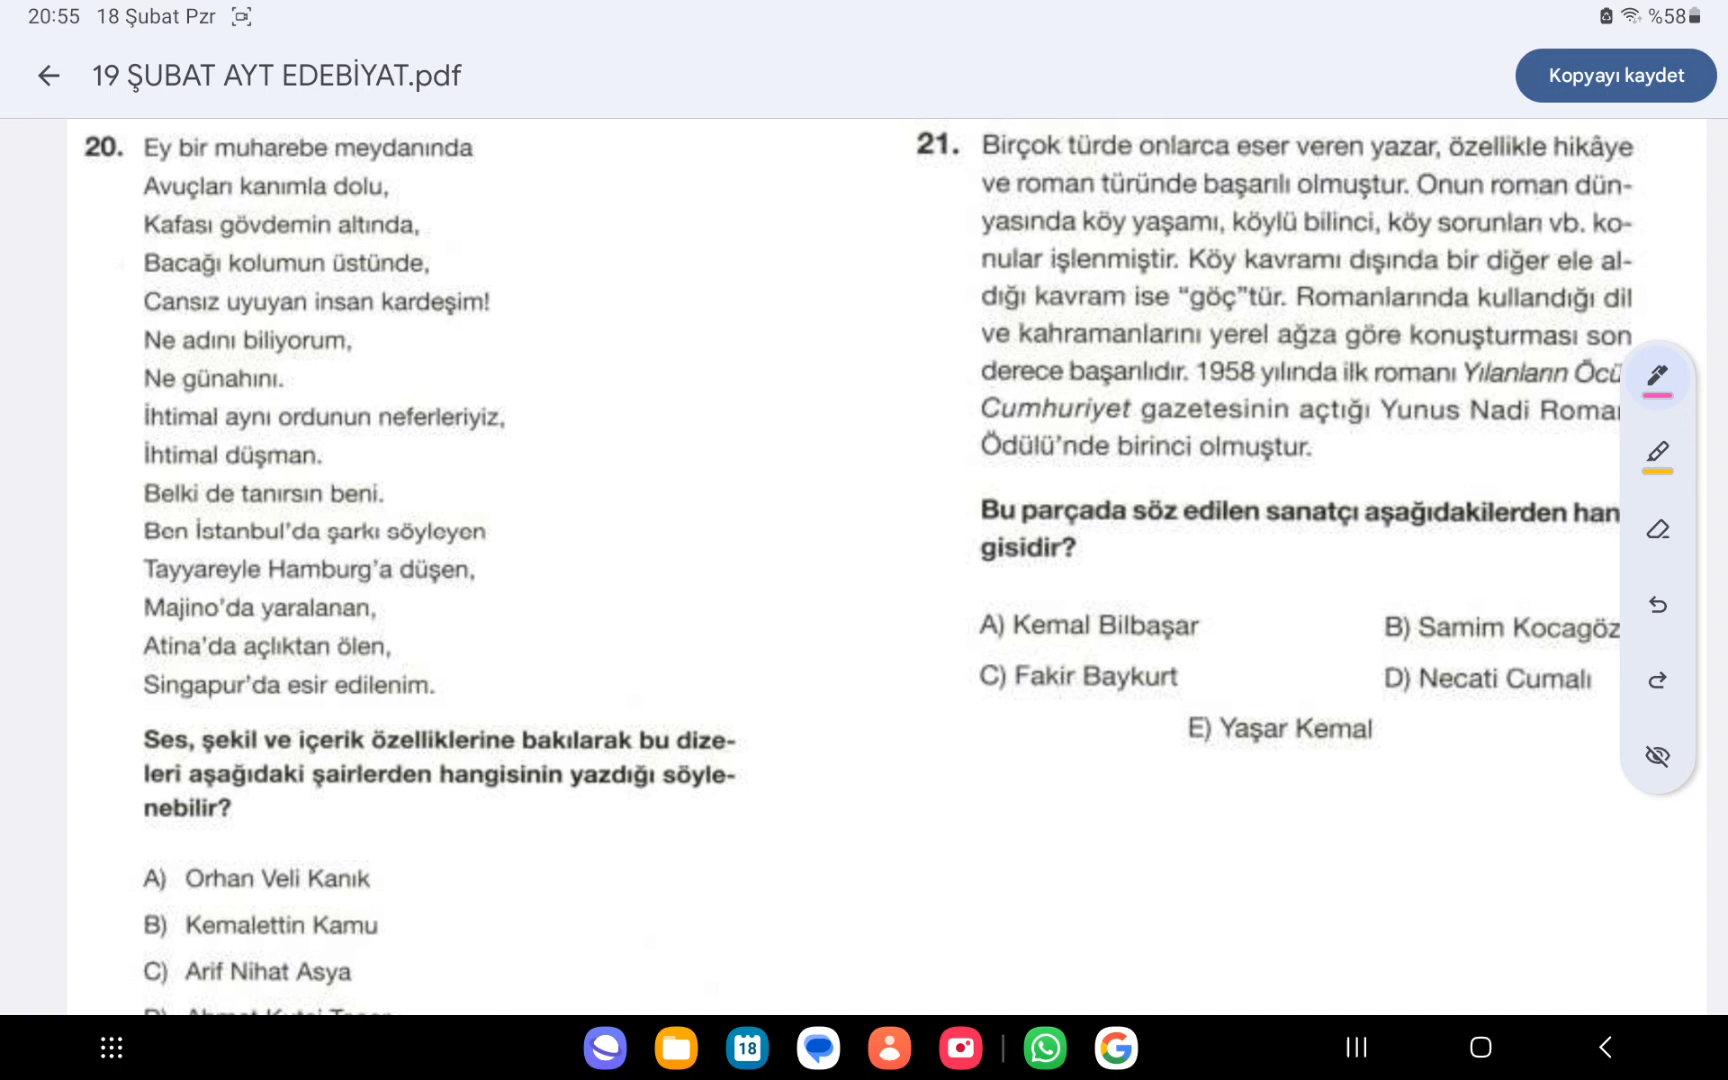 20:55 18 Şubat Pzr
%58
19 ŞUBAT AYT EDEBİYAT.pdf
Kopyayı kaydet
20. Ey bir muharebe meydanında
Avuçları kanımla dolu,
Kafası gövdemin altında,
Bacağı kolumun üstünde,
Cansız uyuyan insan kardeşim!
Ne adını biliyorum,
Ne günahını.
İhtimal aynı ordunun neferleriyiz,
İhtimal düşman.
Belki de tanırsın beni.
Ben İstanbul'da şarkı söyleyen
Tayyareyle Hamburg'a düşen,
Majino'da yaralanan,
Atina'da açlıktan ölen,
Singapur'da esir edilenim.
Ses, şekil ve içerik özelliklerine bakılarak bu dize-
leri aşağıdaki şairlerden hangisinin yazdığı söyle-
nebilir?
A) Orhan Veli Kanık
B) Kemalettin Kamu
C) Arif Nihat Asya
21. Birçok türde onlarca eser veren yazar, özellikle hikâye
ve roman türünde başarılı olmuştur. Onun roman dün-
yasında köy yaşamı, köylü bilinci, köy sorunları vb. ko-
nular işlenmiştir. Köy kavramı dışında bir diğer ele al-
dığı kavram ise "göç"tür. Romanlarında kullandığı dil
ve kahramanlarını yerel ağza göre konuşturması son
derece başarılıdır. 1958 yılında ilk romanı Yılanların Öcü
Cumhuriyet gazetesinin açtığı Yunus Nadi Roma
Ödülü'nde birinci olmuştur.
Bu parçada söz edilen sanatçı aşağıdakilerden han
gisidir?
A) Kemal Bilbaşar
B) Samim Kocagöz
C) Fakir Baykurt
D) Necati Cumalı
E) Yaşar Kemal
18